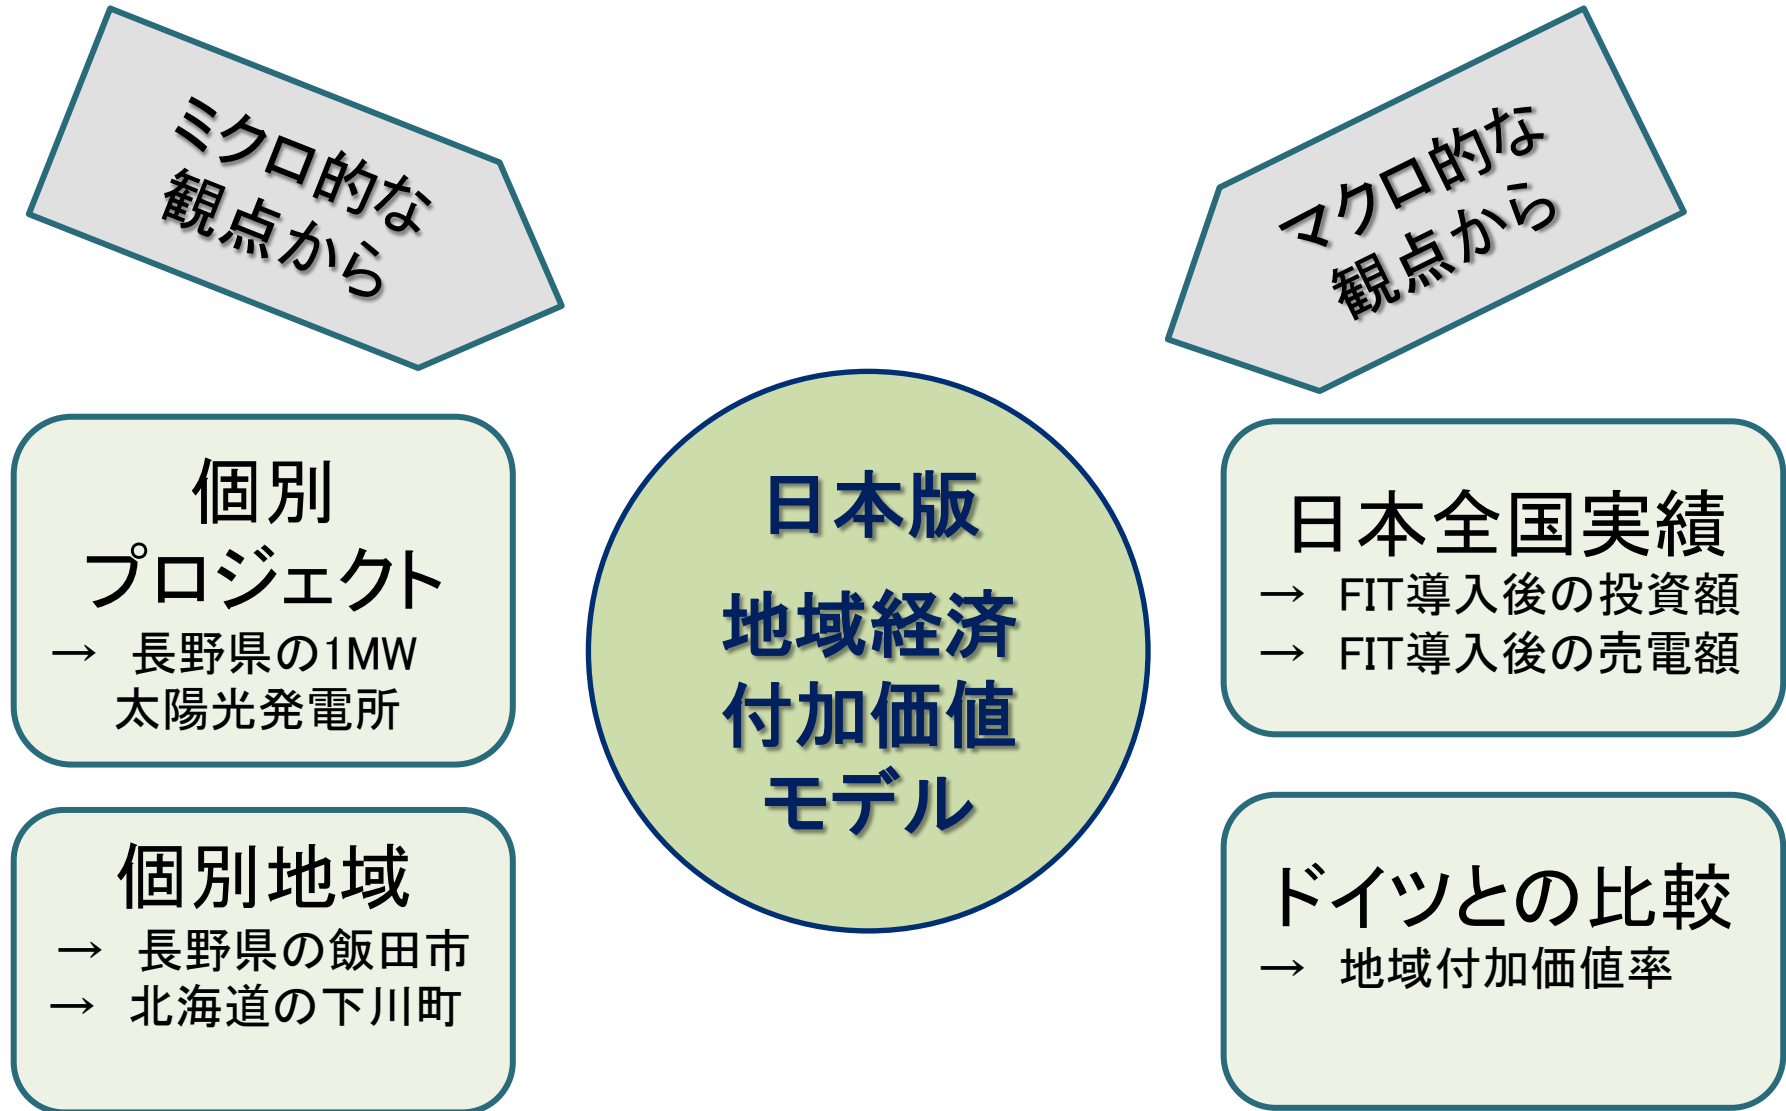 ミクロ的な
観点から
マクロ的な
観点から
個別
プロジェクト
→ 長野県の1MW
太陽光発電所
個別地域
→ 長野県の飯田市
→ 北海道の下川町
日本版
地域経済
付加価値
モデル
日本全国実績
→ FIT導入後の投資額
→ FIT導入後の売電額
ドイツとの比較
→ 地域付加価値率